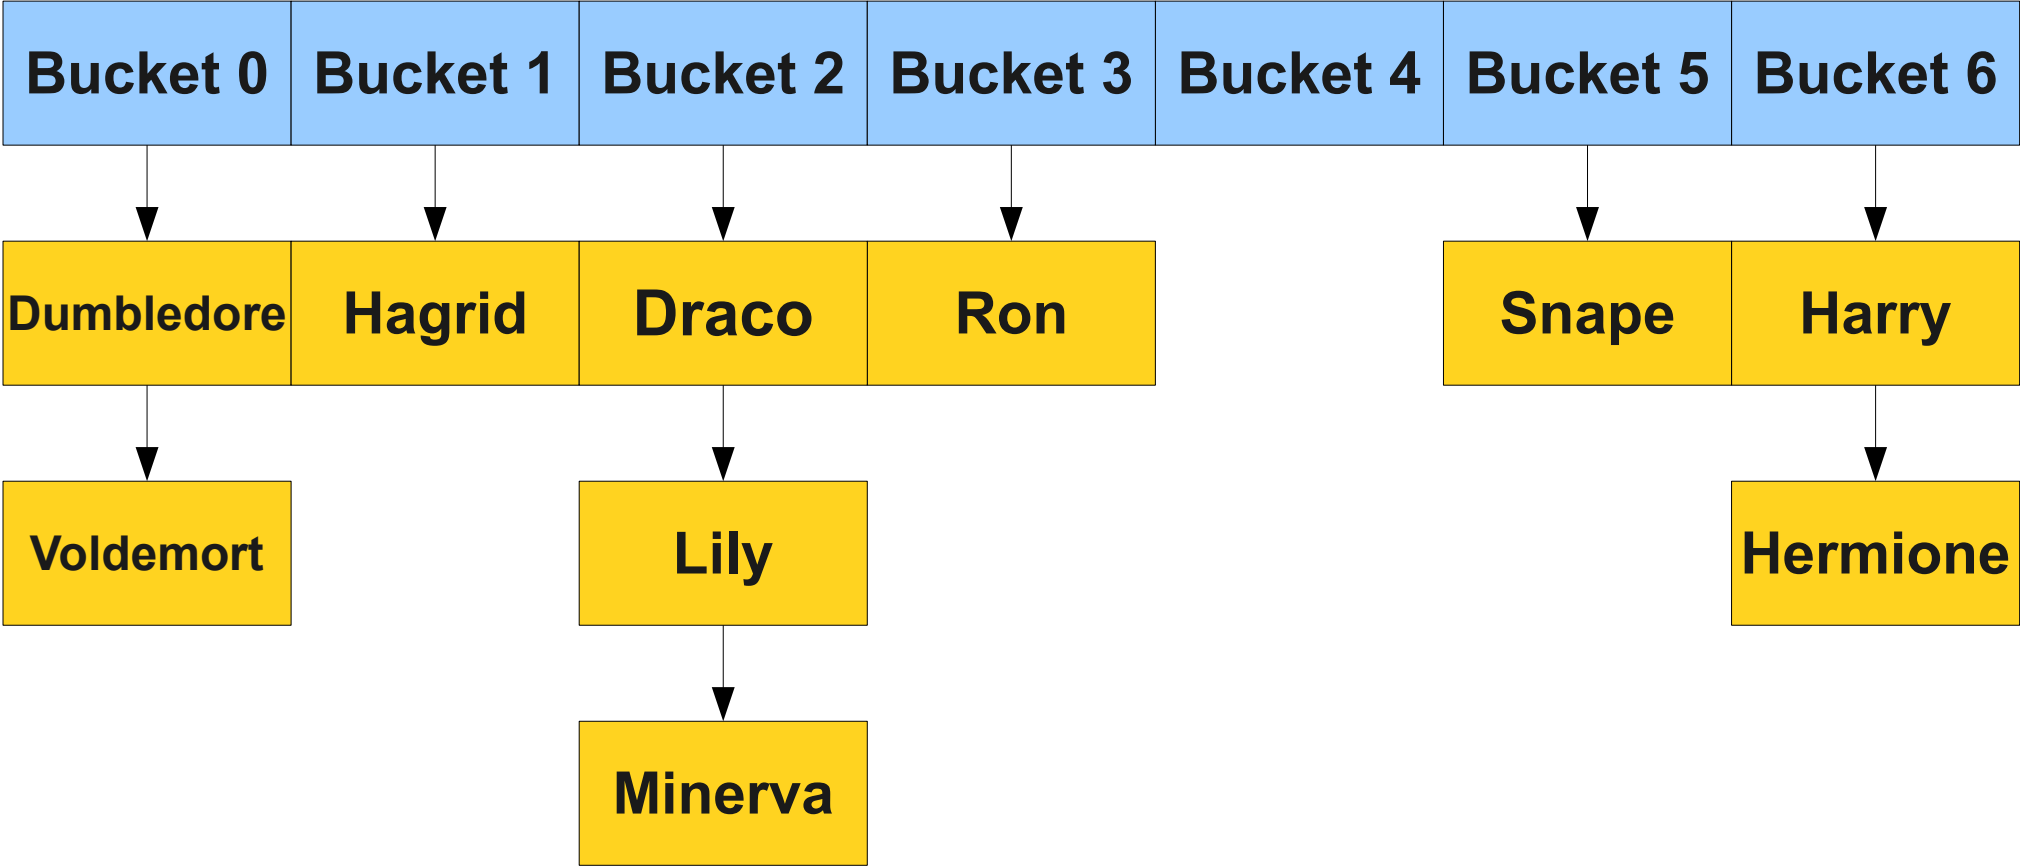 Bucket 0 Bucket 1 Bucket 2 Bucket 3 Bucket 4 Bucket 5 Bucket 6
Dumbledore Hagrid Draco Ron Snape Harry
Voldemort Lily Hermione
Minerva